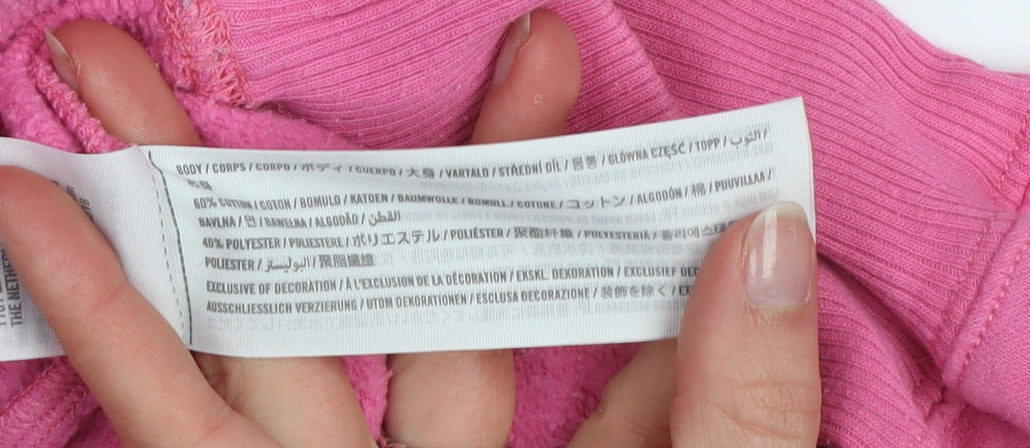 BODY / CORPS / CORPO / ボディ / CUERPO / 大身 / VARTALO / STŘEDNÍ DÍL / 몸통 / GŁÓWNA CZĘŚĆ / TOPP / الثوب /
60% COTTON / COTON / BOMULD / KATOEN / BAUMWOLLE / BOMULL / COTONE / コットン / ALGODÓN / 棉 / PUUVILLAA /
BAVLNA / 면 / BAWEŁNA / ALGODÃO / القطن
40% POLYESTER / POLIESTERE / ポリエステル / POLIÉSTER / 聚酯纤维 / POLYESTERIA / 폴리에스테
POLIESTER / البوليستر / 聚脂纖維
EXCLUSIVE OF DECORATION / À L'EXCLUSION DE LA DÉCORATION / EKSKL. DEKORATION / EXCLUSIEF DEC
AUSSCHLIESSLICH VERZIERUNG / UTOM DEKORATIONEN / ESCLUSA DECORAZIONE / 装飾を除く / EX
THE NETHER